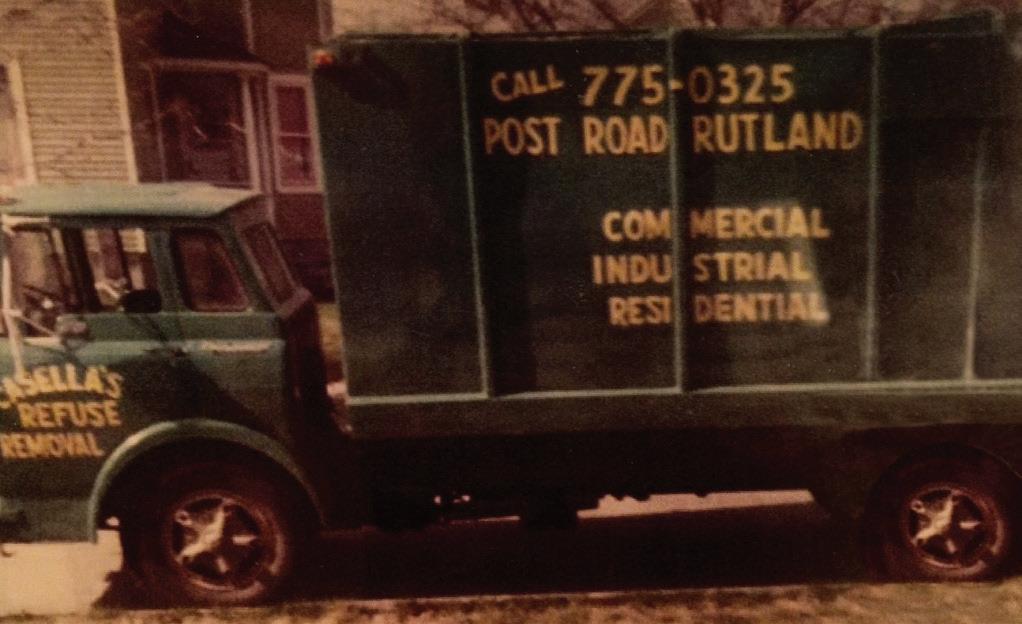 CALL 775-0325
POST ROAD RUTLAND
COMMERCIAL
INDUSTRIAL
RESIDENTIAL
CASELLA'S
REFUSE
REMOVAL